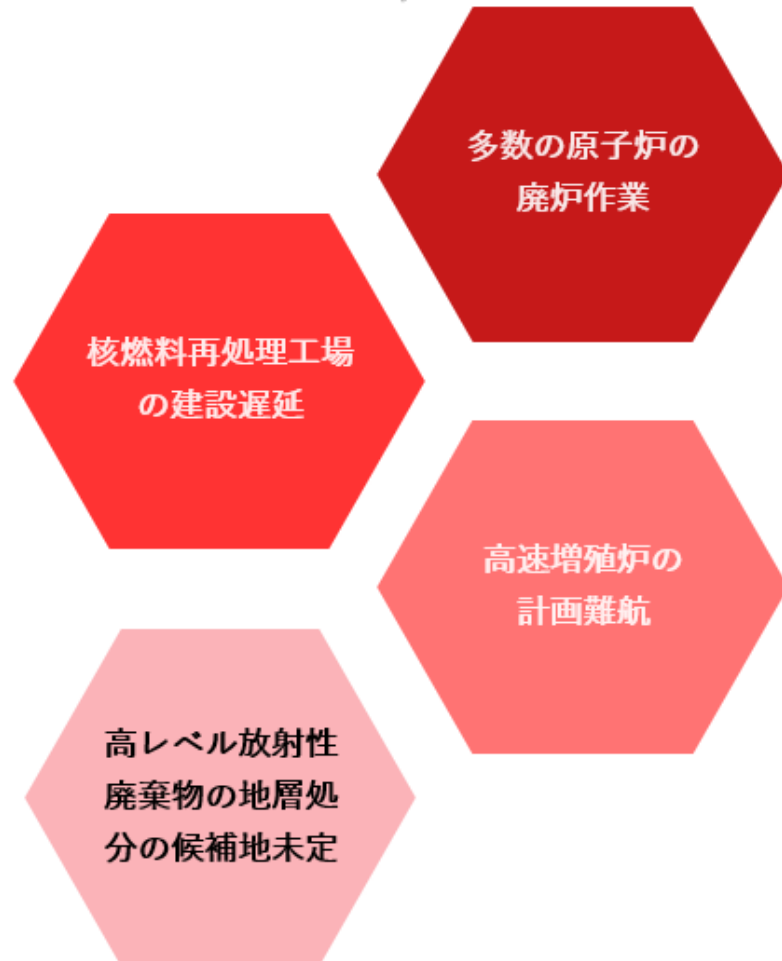 多数の原子炉の
廃炉作業
核燃料再処理工場
の建設遅延
高速増殖炉の
計画難航
高レベル放射性
廃棄物の地層処
分の候補地未定